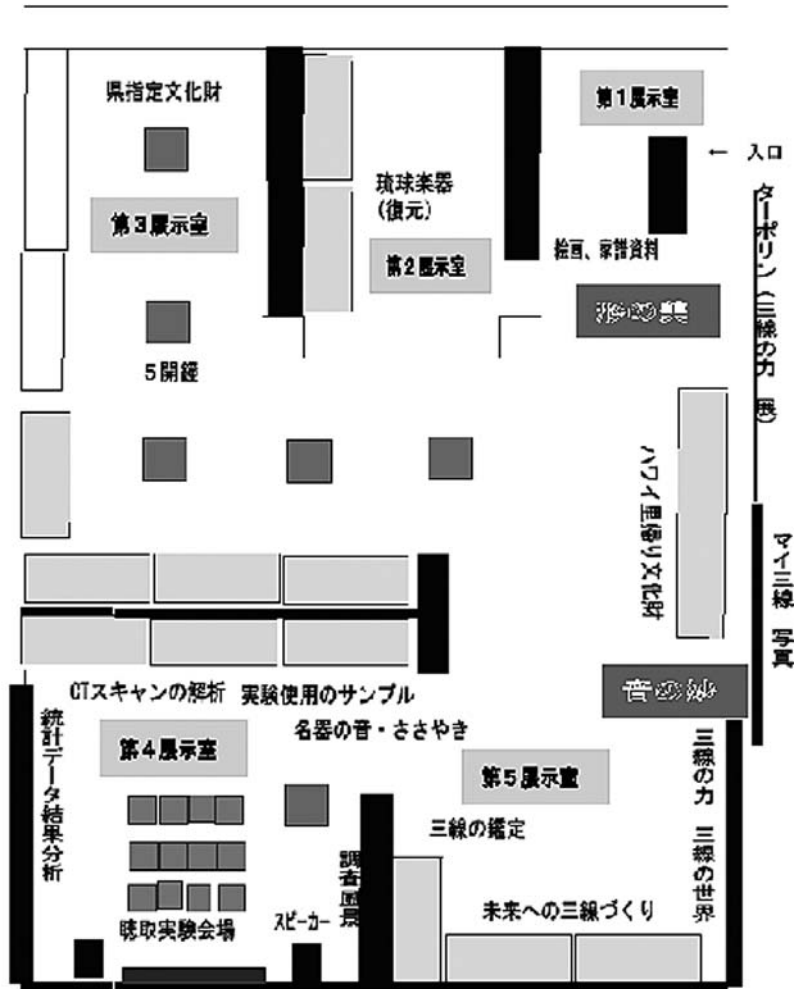 県指定文化財
第1展示室
← 入口
琉球楽器
(復元)
第3展示室
第2展示室
絵画、家譜資料
ターポリン(三線の力 展)
形の美
5開鐘
ハワイ里帰り文化財
マイ三線 写真
音の妙
CTスキャンの解析
実験使用のサンプル
名器の音・ささやき
統計データ結果分析
第4展示室
第5展示室
三線の力 三線の世界
三線の鑑定
調査風景
聴取実験会場
スピーカー
未来への三線づくり